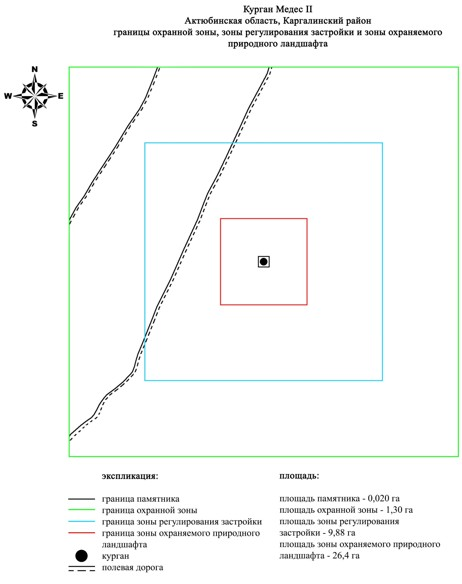 Курган Медес II
Актюбинская область, Каргалинский район
границы охранной зоны, зоны регулирования застройки и зоны охраняемого
природного ландшафта
N
W
E
S
экспликация:
граница памятника
граница охранной зоны
граница зоны регулирования застройки
граница зоны охраняемого природного
ландшафта
курган
полевая дорога
площадь:
площадь памятника - 0,020 га
площадь охранной зоны - 1,30 га
площадь зоны регулирования
застройки - 9,88 га
площадь зоны охраняемого природного
ландшафта - 26,4 га